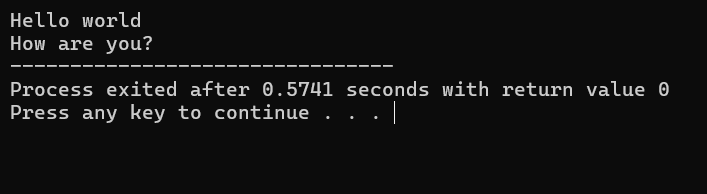 Hello world
How are you?
--------------------------------
Process exited after 0.5741 seconds with return value 0
Press any key to continue . . .